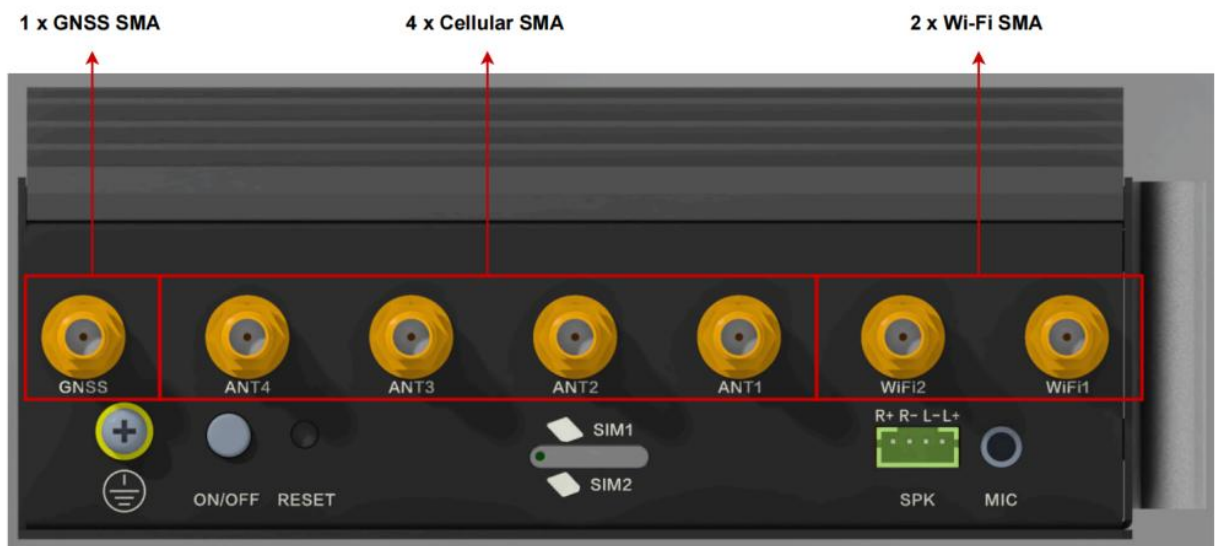 1 x GNSS SMA
4 x Cellular SMA
2 x Wi-Fi SMA
GNSS
ANT4
ANT3
ANT2
ANT1
WiFi2
WiFi1
R+ R- L- L+
SIM1
SIM2
ON/OFF
RESET
SPK
MIC